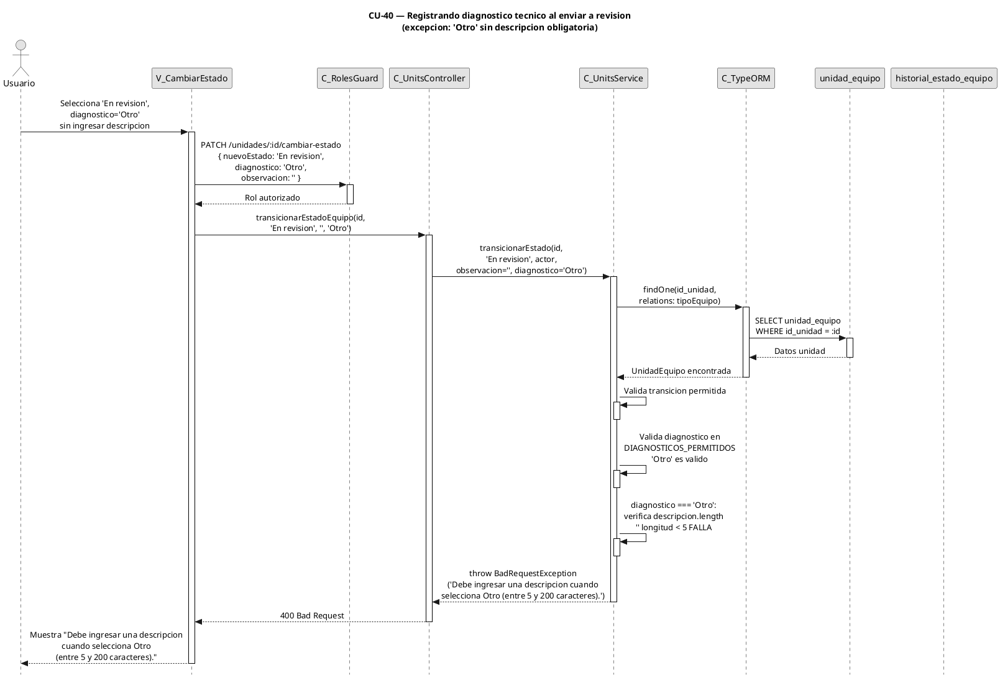 CU-40 — Registrando diagnostico tecnico al enviar a revision
(excepcion: 'Otro' sin descripcion obligatoria)
Usuario
V_CambiarEstado
C_RolesGuard
C_UnitsController
C_UnitsService
C_TypeORM
unidad_equipo
historial_estado_equipo
Selecciona 'En revision',
diagnostico='Otro'
sin ingresar descripcion
PATCH /unidades/:id/cambiar-estado
{ nuevoEstado: 'En revision',
diagnostico: 'Otro',
observacion: '' }
Rol autorizado
transicionarEstadoEquipo(id,
'En revision', '', 'Otro')
transicionarEstado(id,
'En revision', actor,
observacion='', diagnostico='Otro')
findOne(id_unidad,
relations: tipoEquipo)
SELECT unidad_equipo
WHERE id_unidad = :id
Datos unidad
UnidadEquipo encontrada
Valida transicion permitida
Valida diagnostico en
DIAGNOSTICOS_PERMITIDOS
'Otro' es valido
diagnostico === 'Otro':
verifica descripcion.length
'' longitud < 5 FALLA
throw BadRequestException
('Debe ingresar una descripcion cuando
selecciona Otro (entre 5 y 200 caracteres).')
400 Bad Request
Muestra "Debe ingresar una descripcion
cuando selecciona Otro
(entre 5 y 200 caracteres)."